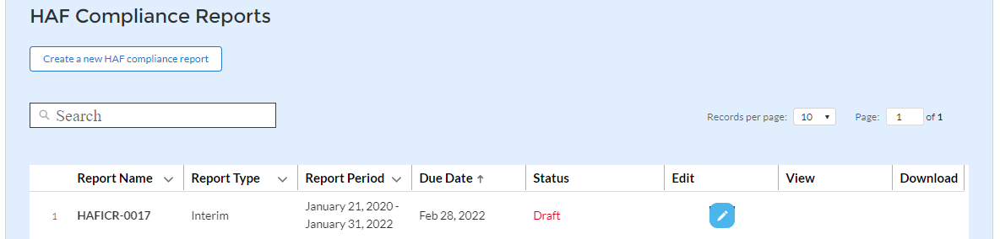 HAF Compliance Reports
Create a new HAF compliance report
Search
Records per page: 10 Page: 1 of 1
Report Name Report Type Report Period Due Date Status Edit View Download
1 HAFICR-0017 Interim January 21, 2020 - Feb 28, 2022 Draft
January 31, 2022